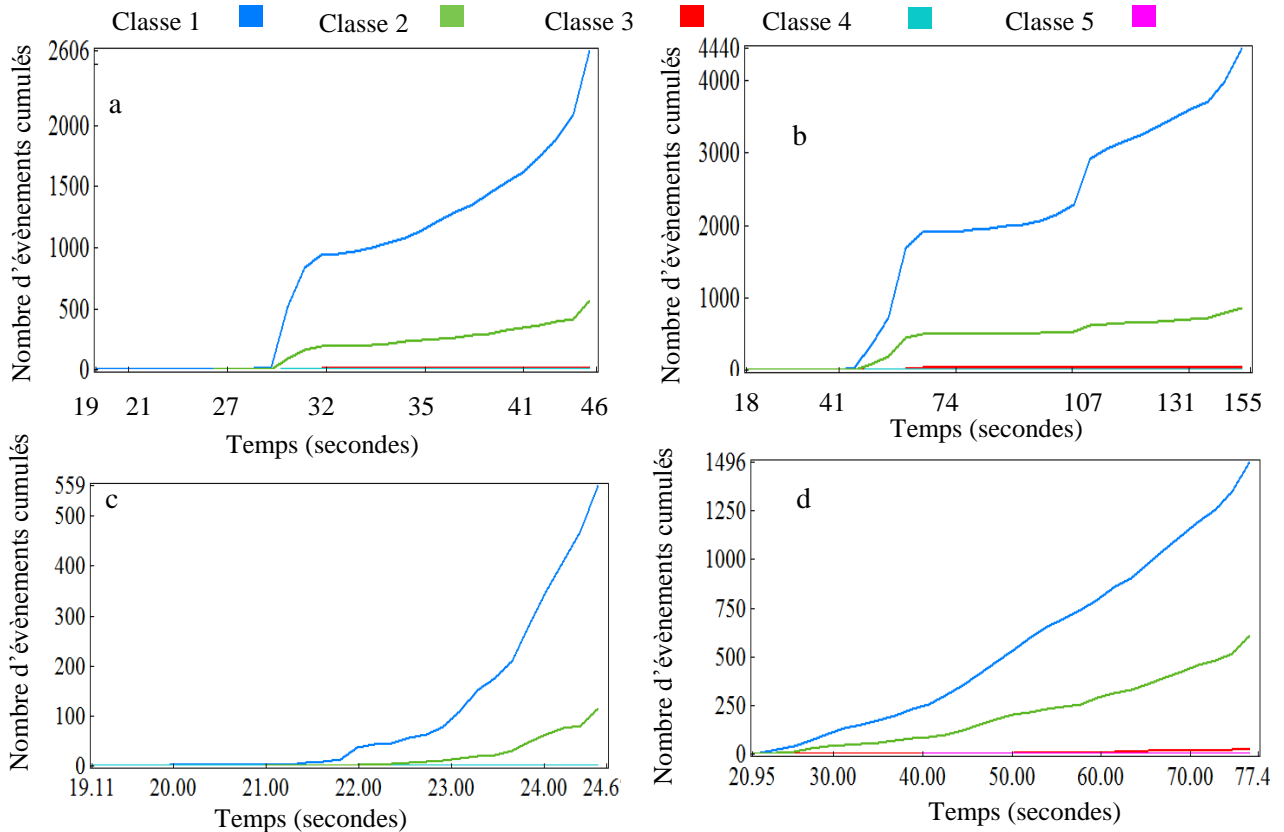 Classe 1 Classe 2 Classe 3 Classe 4 Classe 5
a
Nombre d'évènements cumulés
2606
2000
1500
1000
500
0
19 21 27 32 35 41 46
Temps (secondes)
b
Nombre d'évènements cumulés
4440
4000
3000
2000
1000
0
18 41 74 107 131 155
Temps (secondes)
c
Nombre d'évènements cumulés
559
500
400
300
200
100
0
19.11 20.00 21.00 22.00 23.00 24.00 24.6
Temps (secondes)
d
Nombre d'évènements cumulés
1496
1250
1000
750
500
250
0
20.95 30.00 40.00 50.00 60.00 70.00 77.4
Temps (secondes)